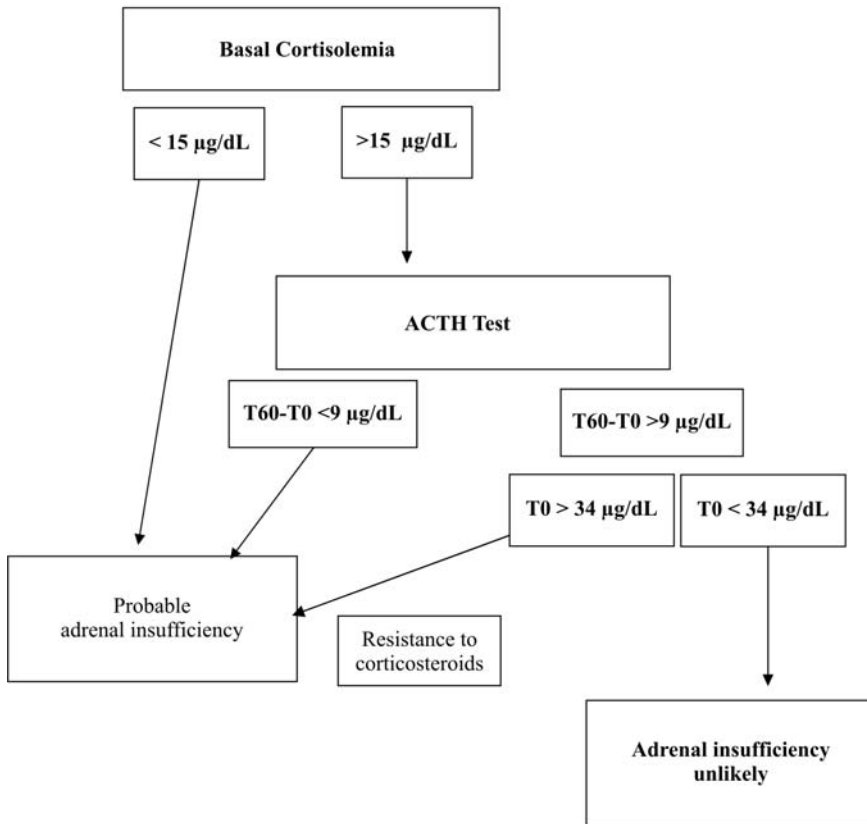 Basal Cortisolemia
< 15 µg/dL
>15 µg/dL
ACTH Test
T60-T0 <9 µg/dL
T60-T0 >9 µg/dL
T0 > 34 µg/dL
T0 < 34 µg/dL
Probable
adrenal insufficiency
Resistance to
corticosteroids
Adrenal insufficiency
unlikely